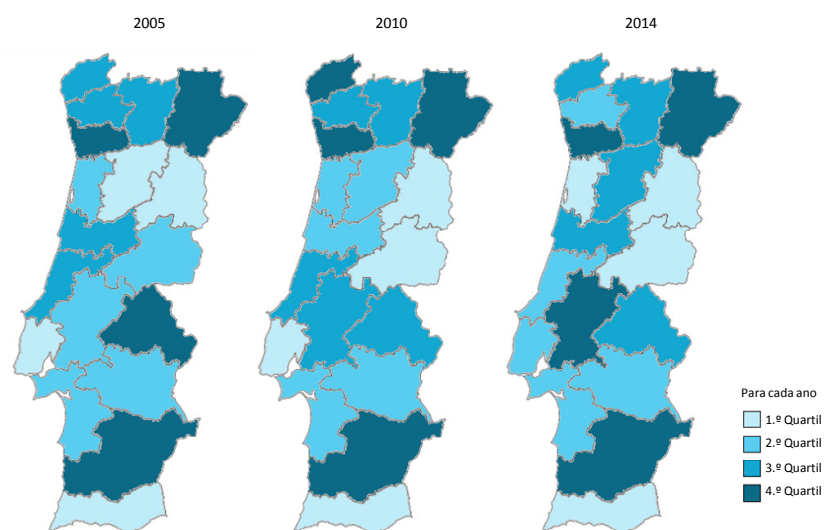 2005
2010
2014
Para cada ano
1.º Quartil
2.º Quartil
3.º Quartil
4.º Quartil